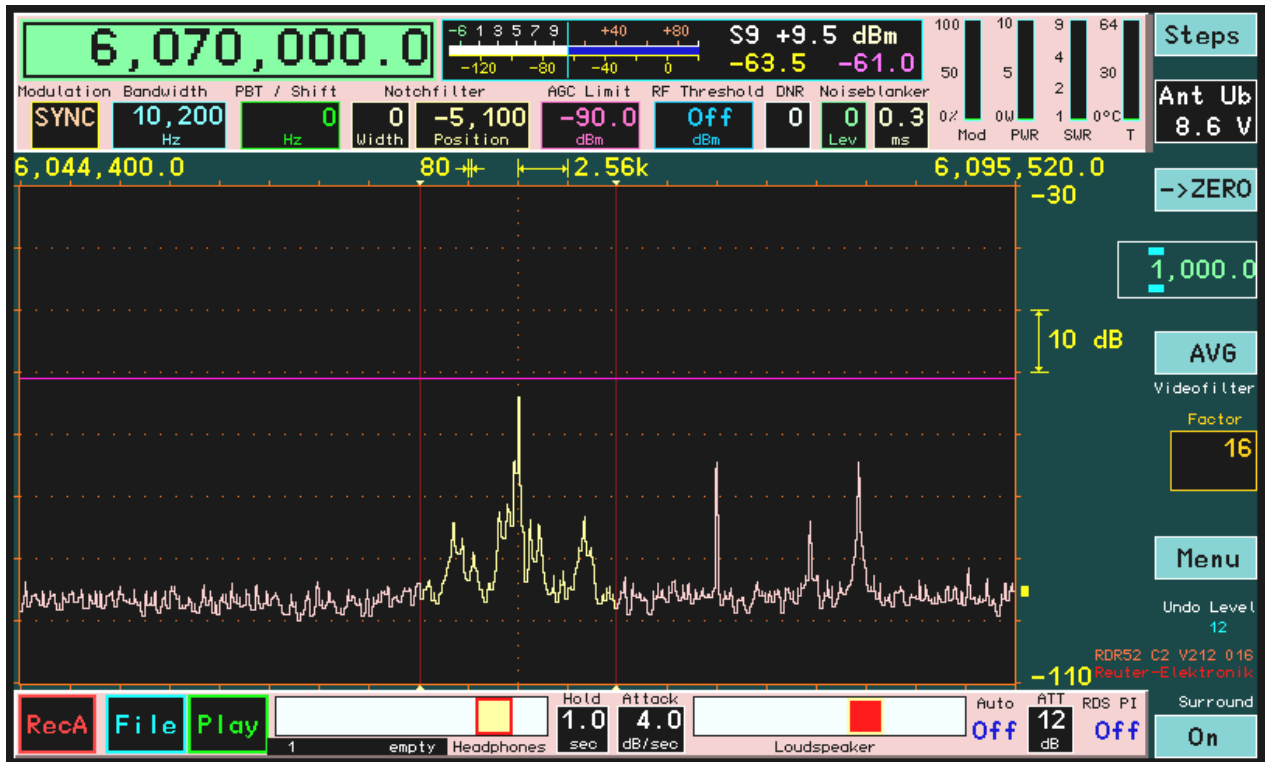 6,070,000.0
-6 1 3 5 7 9 +40 +80
-120 -80 -40 0
S9 +9.5 dBm
-63.5 -61.0
100 10 9 64
50 5 4 30
2
0% 0W 1 0°C
Mod PWR SWR T
Steps
Modulation Bandwidth PBT / Shift Notchfilter AGC Limit RF Threshold DNR Noiseblanker
SYNC 10,200 0 0 -5,100 -90.0 Off 0 0 0.3
Hz Hz Width Position dBm dBm Lev ms
Ant Ub
8.6 V
6,044,400.0 80 2.56k 6,095,520.0
->ZERO
-30
1,000.0
10 dB
AVG
Videofilter
Factor
16
Menu
Undo Level
12
RDR52 C2 V212 016
-110 Reuter-Elektronik
RecA File Play
1 empty Headphones
Hold Attack
1.0 4.0
sec dB/sec
Loudspeaker
Auto ATT RDS PI
Off 12 Off
dB
Surround
On